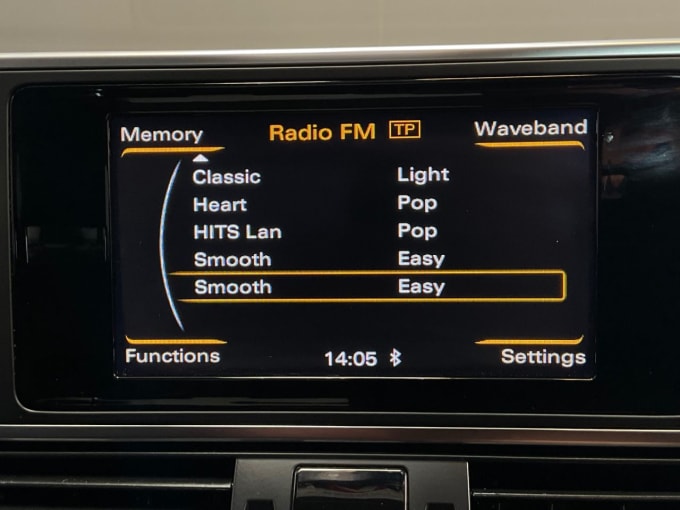 Memory Radio FM TP Waveband
Classic Light
Heart Pop
HITS Lan Pop
Smooth Easy
Smooth Easy
Functions 14:05 Settings